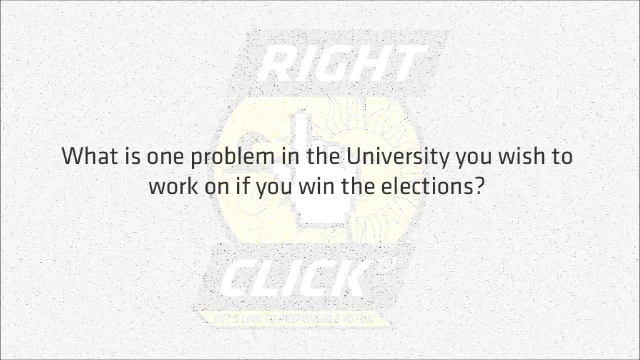 RIGHT
What is one problem in the University you wish to
work on if you win the elections?
CLICK